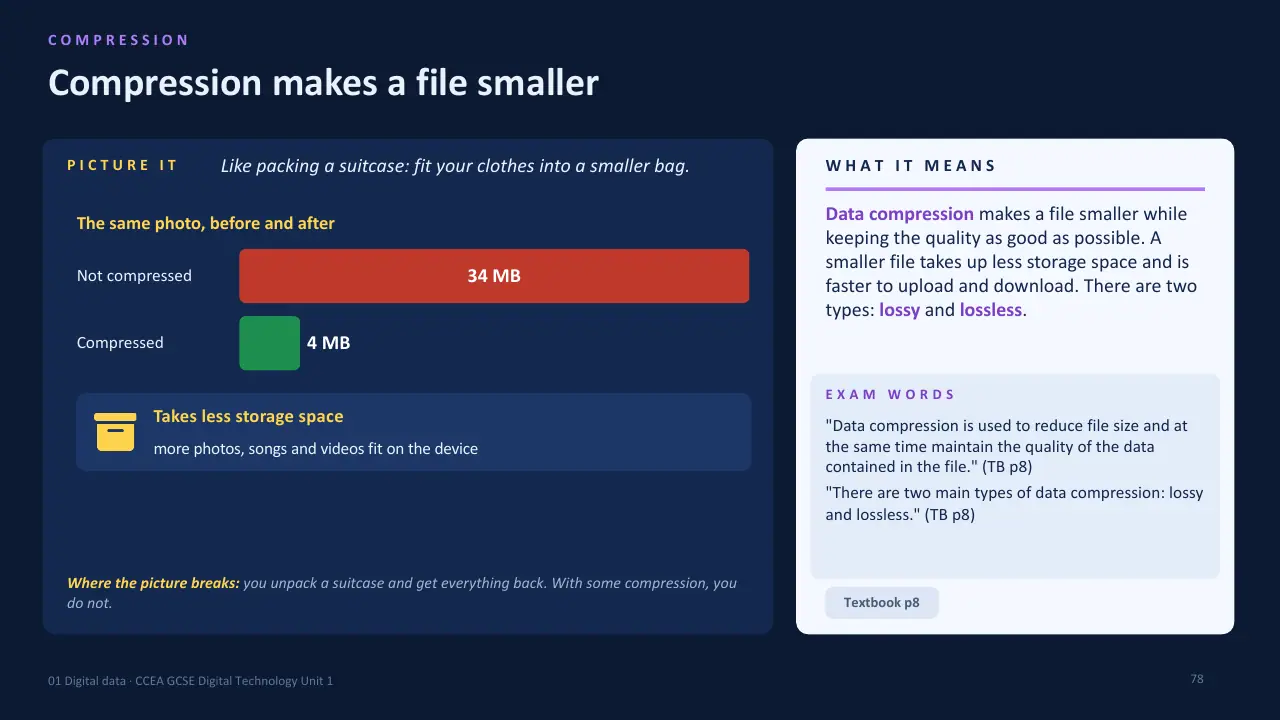 COMPRESSION
Compression makes a file smaller
PICTURE IT
Like packing a suitcase: fit your clothes into a smaller bag.
The same photo, before and after
Not compressed
34 MB
Compressed
4 MB
Takes less storage space
more photos, songs and videos fit on the device
Where the picture breaks: you unpack a suitcase and get everything back. With some compression, you
do not.
WHAT IT MEANS
Data compression makes a file smaller while
keeping the quality as good as possible. A
smaller file takes up less storage space and is
faster to upload and download. There are two
types: lossy and lossless.
EXAM WORDS
"Data compression is used to reduce file size and at
the same time maintain the quality of the data
contained in the file." (TB p8)
"There are two main types of data compression: lossy
and lossless." (TB p8)
Textbook p8
01 Digital data · CCEA GCSE Digital Technology Unit 1
78